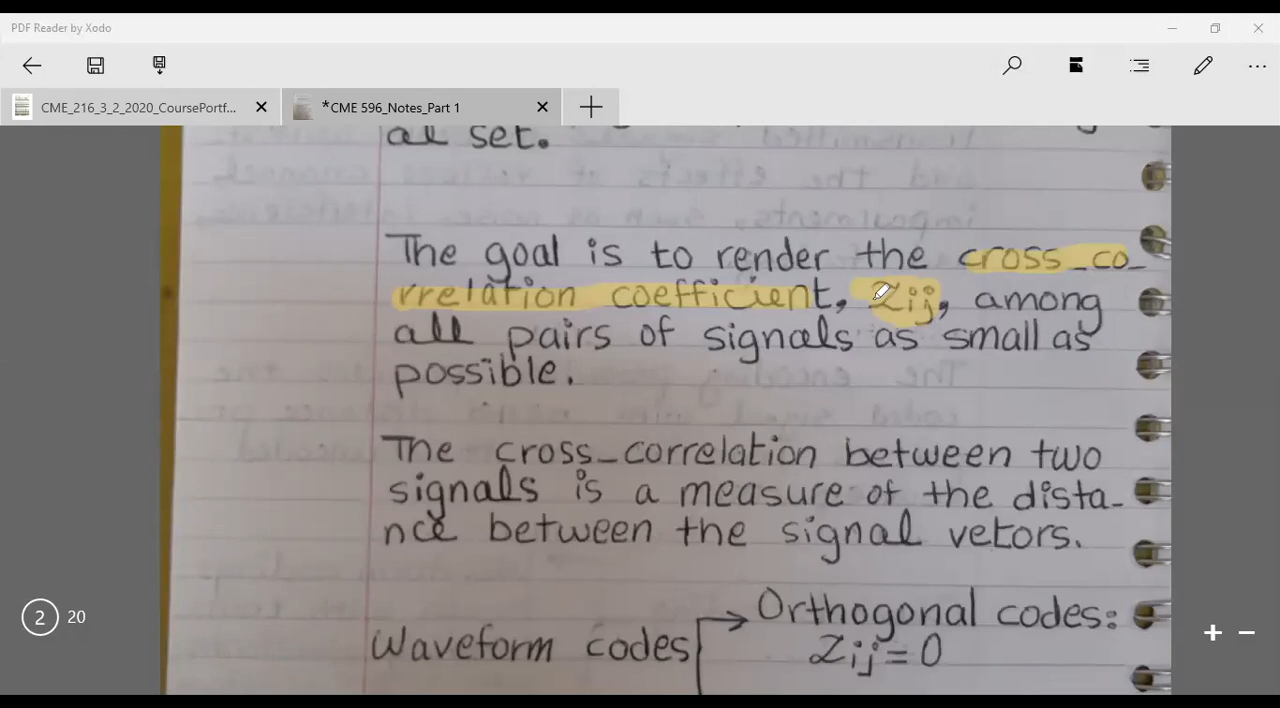 PDF Reader by Xodo
CME_216_3_2_2020_CoursePortf...
*CME 596_Notes_Part 1
al set.
The goal is to render the cross_co_
rrelation coefficient, Zij, among
all pairs of signals as small as
possible.
The cross_correlation between two
signals is a measure of the dista_
nce between the signal vetors.
Orthogonal codes:
Waveform codes
Zij = 0
2 20